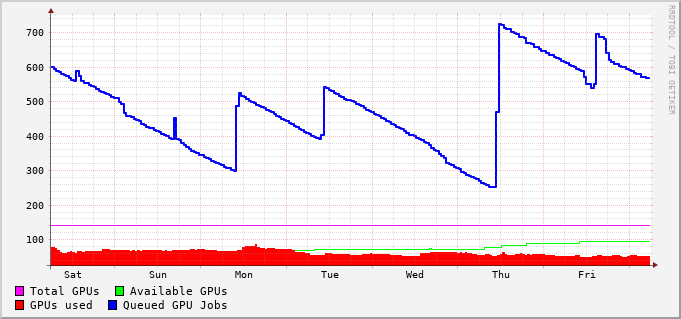 RRDTOOL / TOBI OETIKER
700
600
500
400
300
200
100
Sat Sun Mon Tue Wed Thu Fri
Total GPUs Available GPUs
GPUs used Queued GPU Jobs